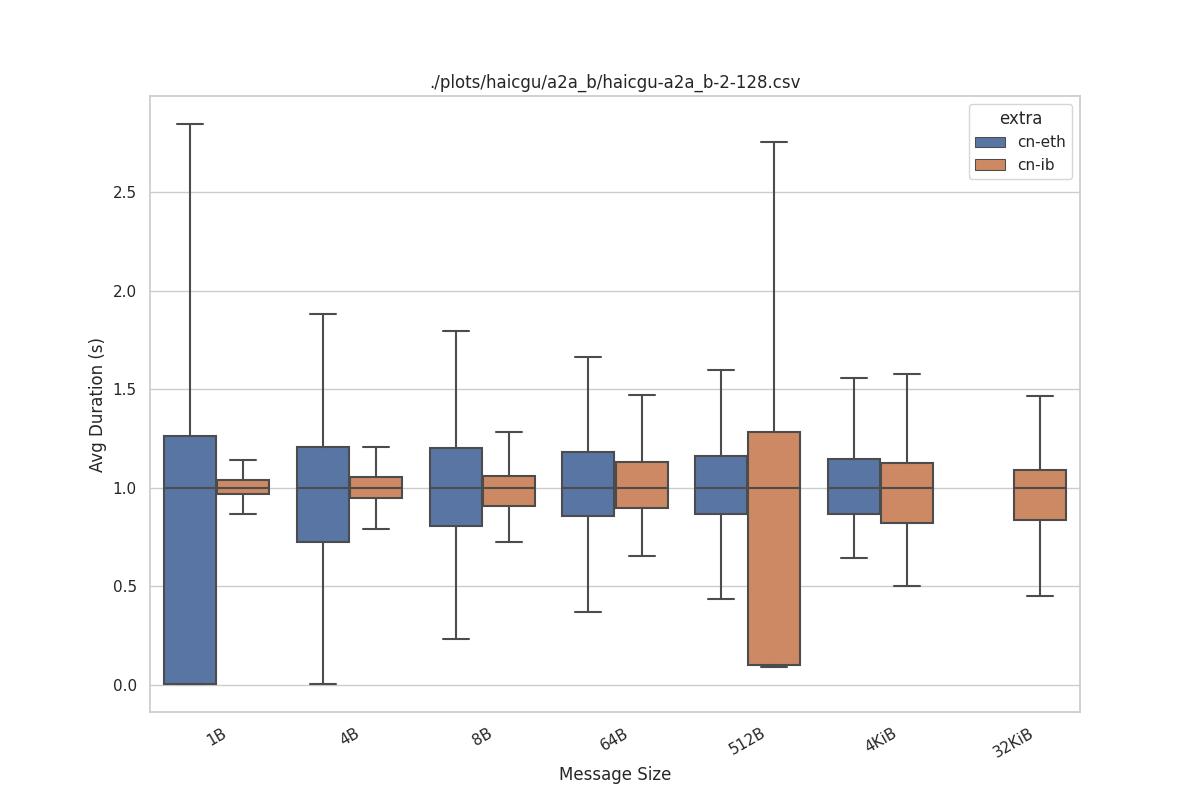 ./plots/haicgu/a2a_b/haicgu-a2a_b-2-128.csv
extra
cn-eth
cn-ib
Avg Duration (s)
2.5
2.0
1.5
1.0
0.5
0.0
1B
4B
8B
64B
512B
4KiB
32KiB
Message Size